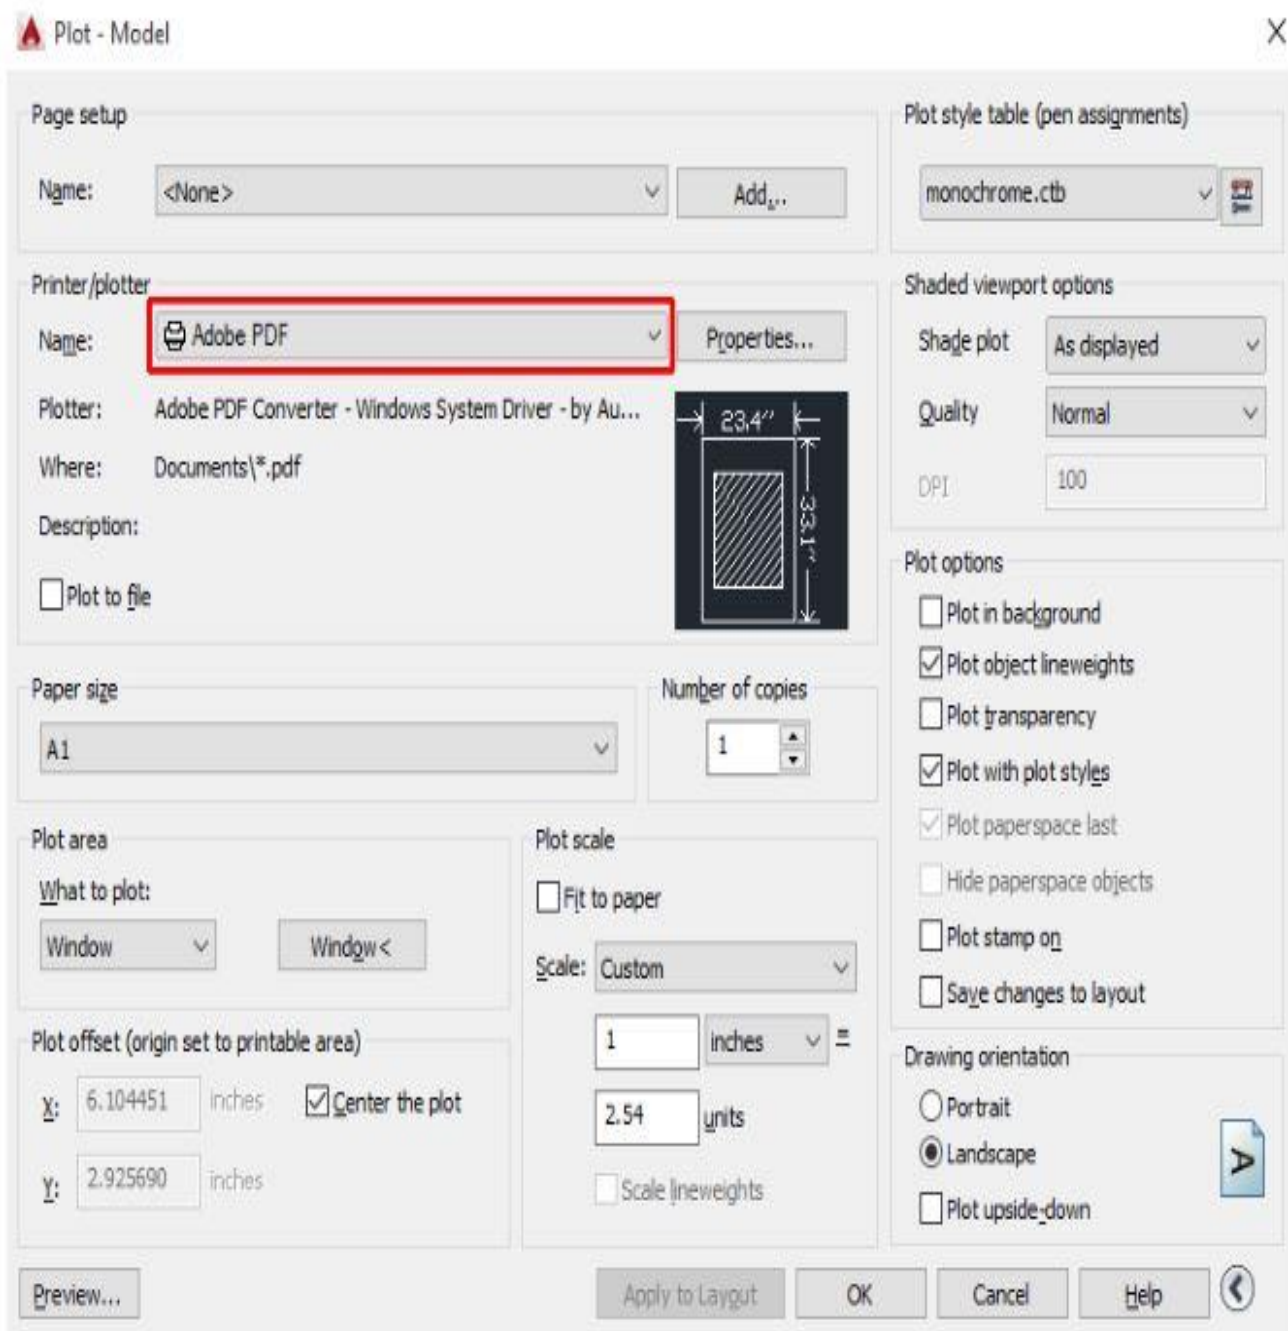 Plot - Model
Page setup
Name: <None> Add...
Plot style table (pen assignments)
monochrome.ctb
Printer/plotter
Name: Adobe PDF Properties...
Plotter: Adobe PDF Converter - Windows System Driver - by Au...
Where: Documents\*.pdf
Description:
Plot to file
23.4''
33.1''
Shaded viewport options
Shade plot As displayed
Quality Normal
DPI 100
Paper size
A1
Number of copies
1
Plot options
Plot in background
Plot object lineweights
Plot transparency
Plot with plot styles
Plot paperspace last
Hide paperspace objects
Plot stamp on
Save changes to layout
Plot area
What to plot:
Window Window<
Plot scale
Fit to paper
Scale: Custom
1 inches =
2.54 units
Scale lineweights
Plot offset (origin set to printable area)
X: 6.104451 inches Center the plot
Y: 2.925690 inches
Drawing orientation
Portrait
Landscape
Plot upside-down
A
Preview... Apply to Layout OK Cancel Help